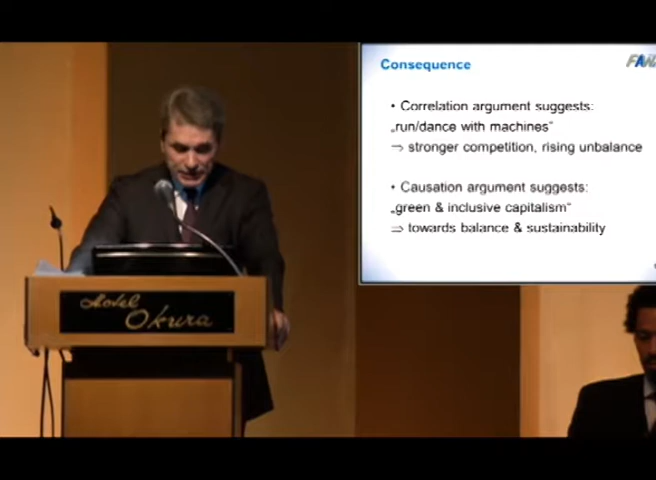 Consequence
• Correlation argument suggests:
„run/dance with machines“
⇒ stronger competition, rising unbalance
• Causation argument suggests:
„green & inclusive capitalism“
⇒ towards balance & sustainability
Hotel
Okura